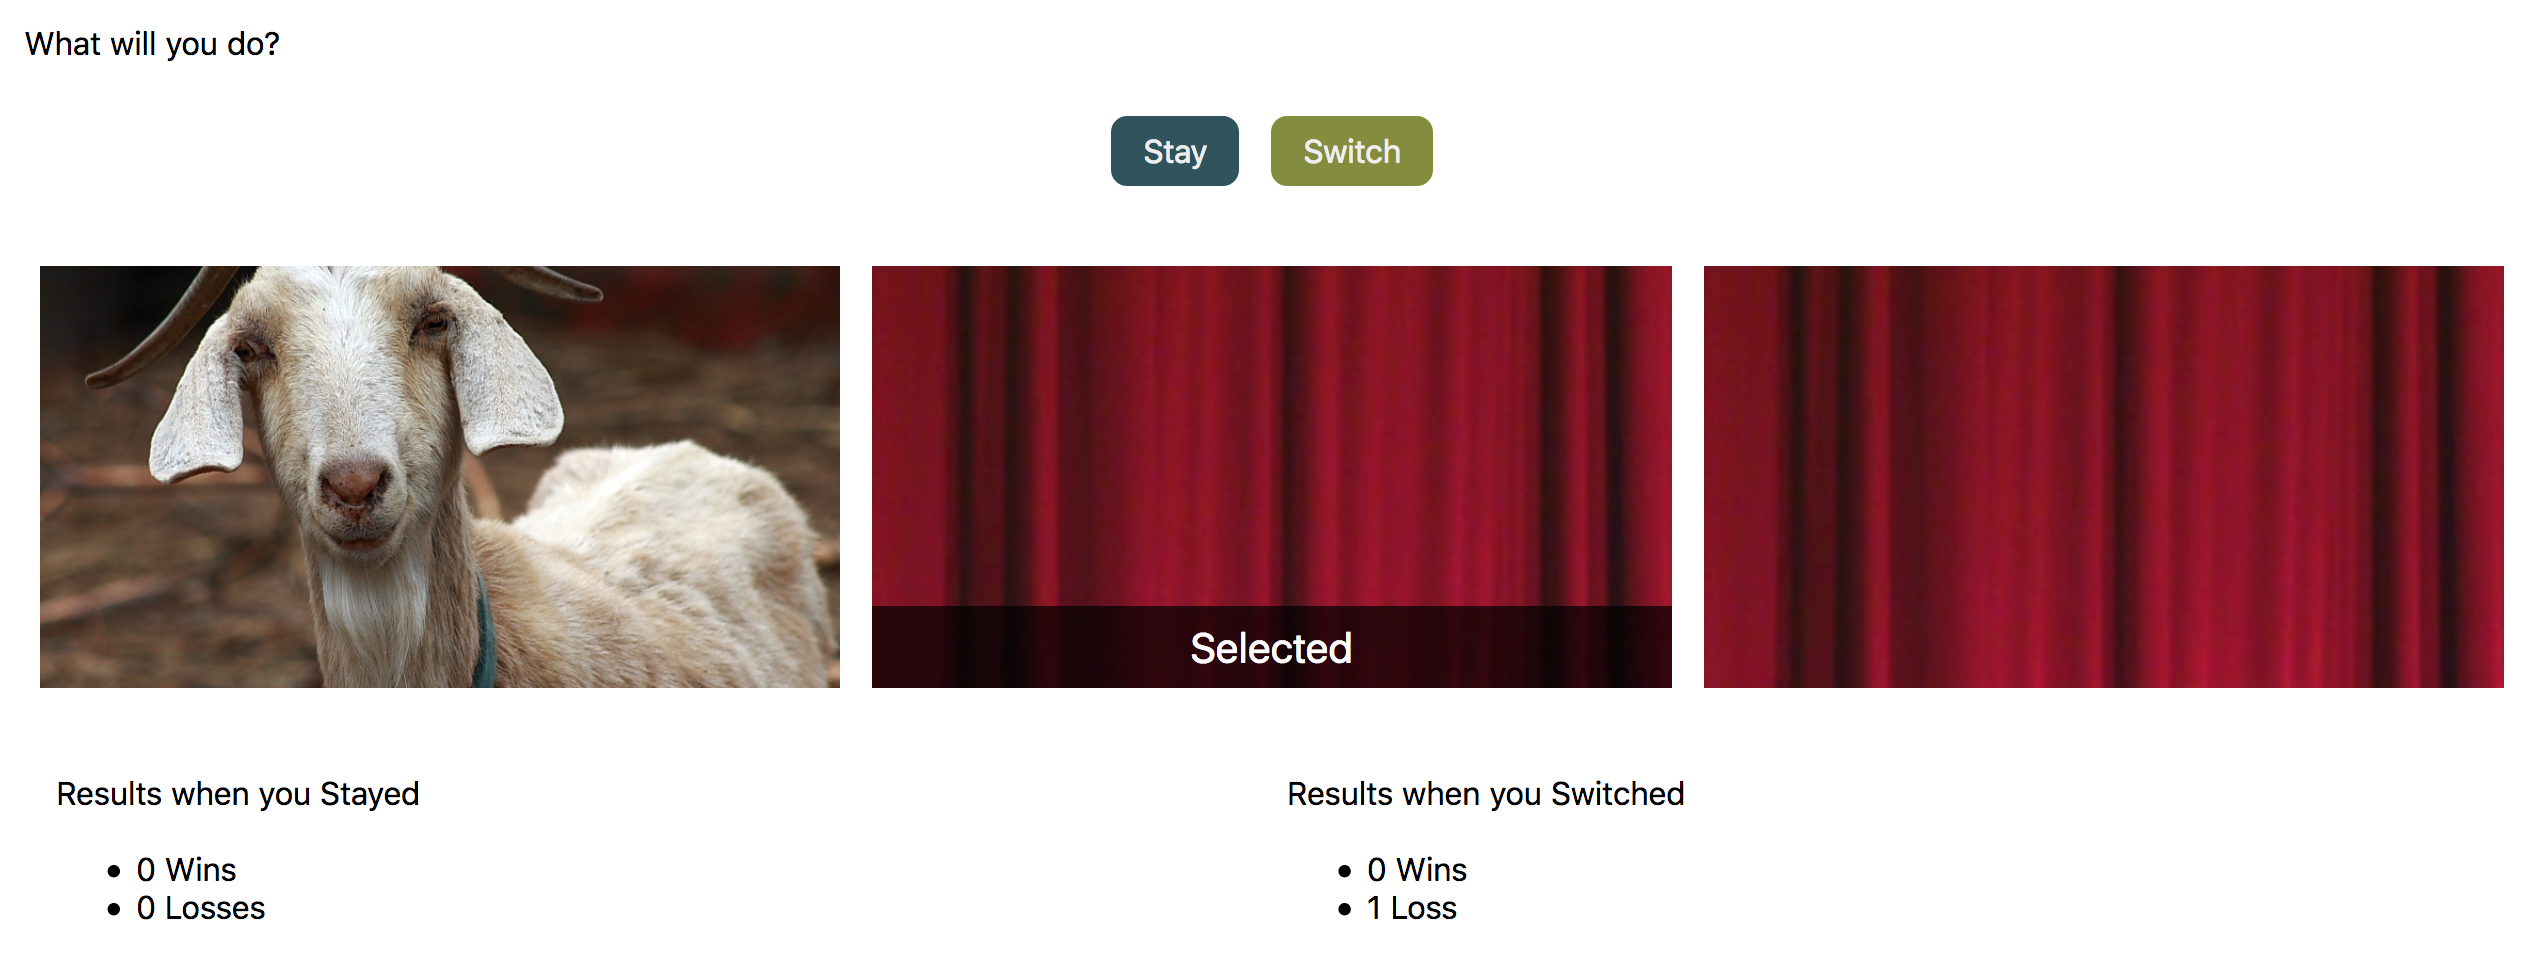 What will you do?
Stay Switch
Selected
Results when you Stayed
• 0 Wins
• 0 Losses
Results when you Switched
• 0 Wins
• 1 Loss